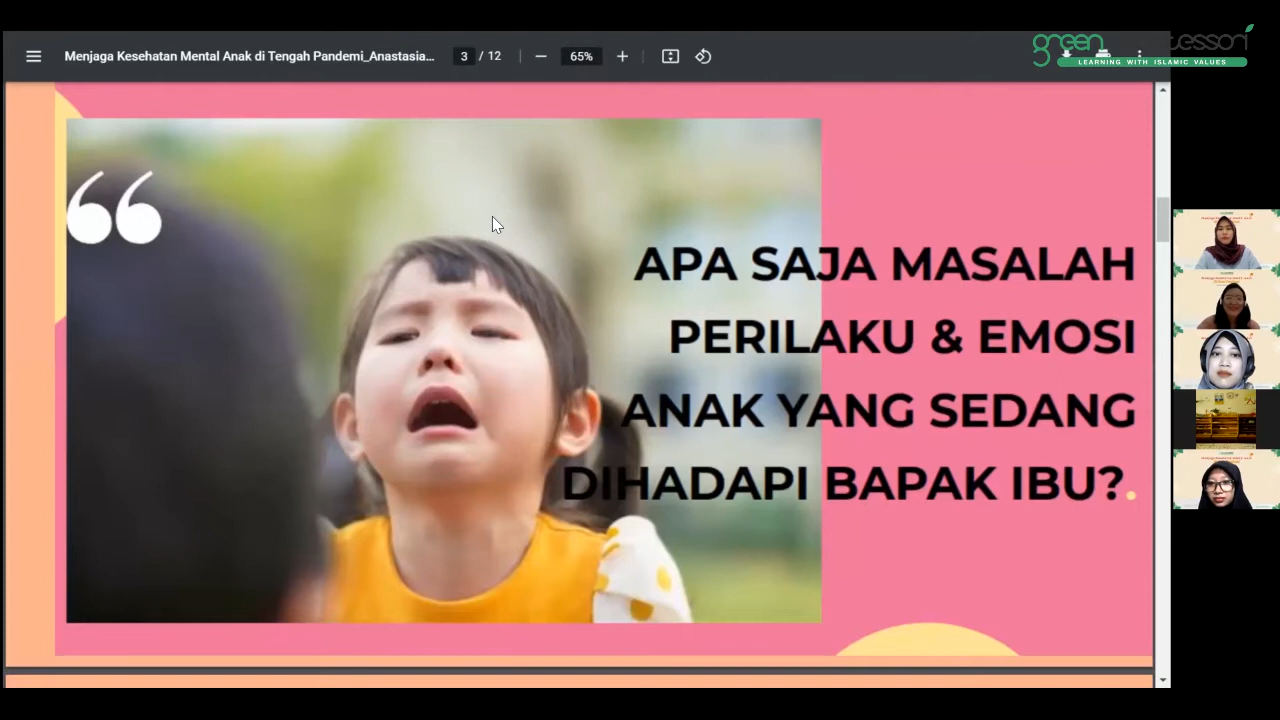 Menjaga Kesehatan Mental Anak di Tengah Pandemi_Anastasia...
3 / 12
65%
green
LEARNING WITH ISLAMIC VALUES
APA SAJA MASALAH
PERILAKU & EMOSI
ANAK YANG SEDANG
DIHADAPI BAPAK IBU?.